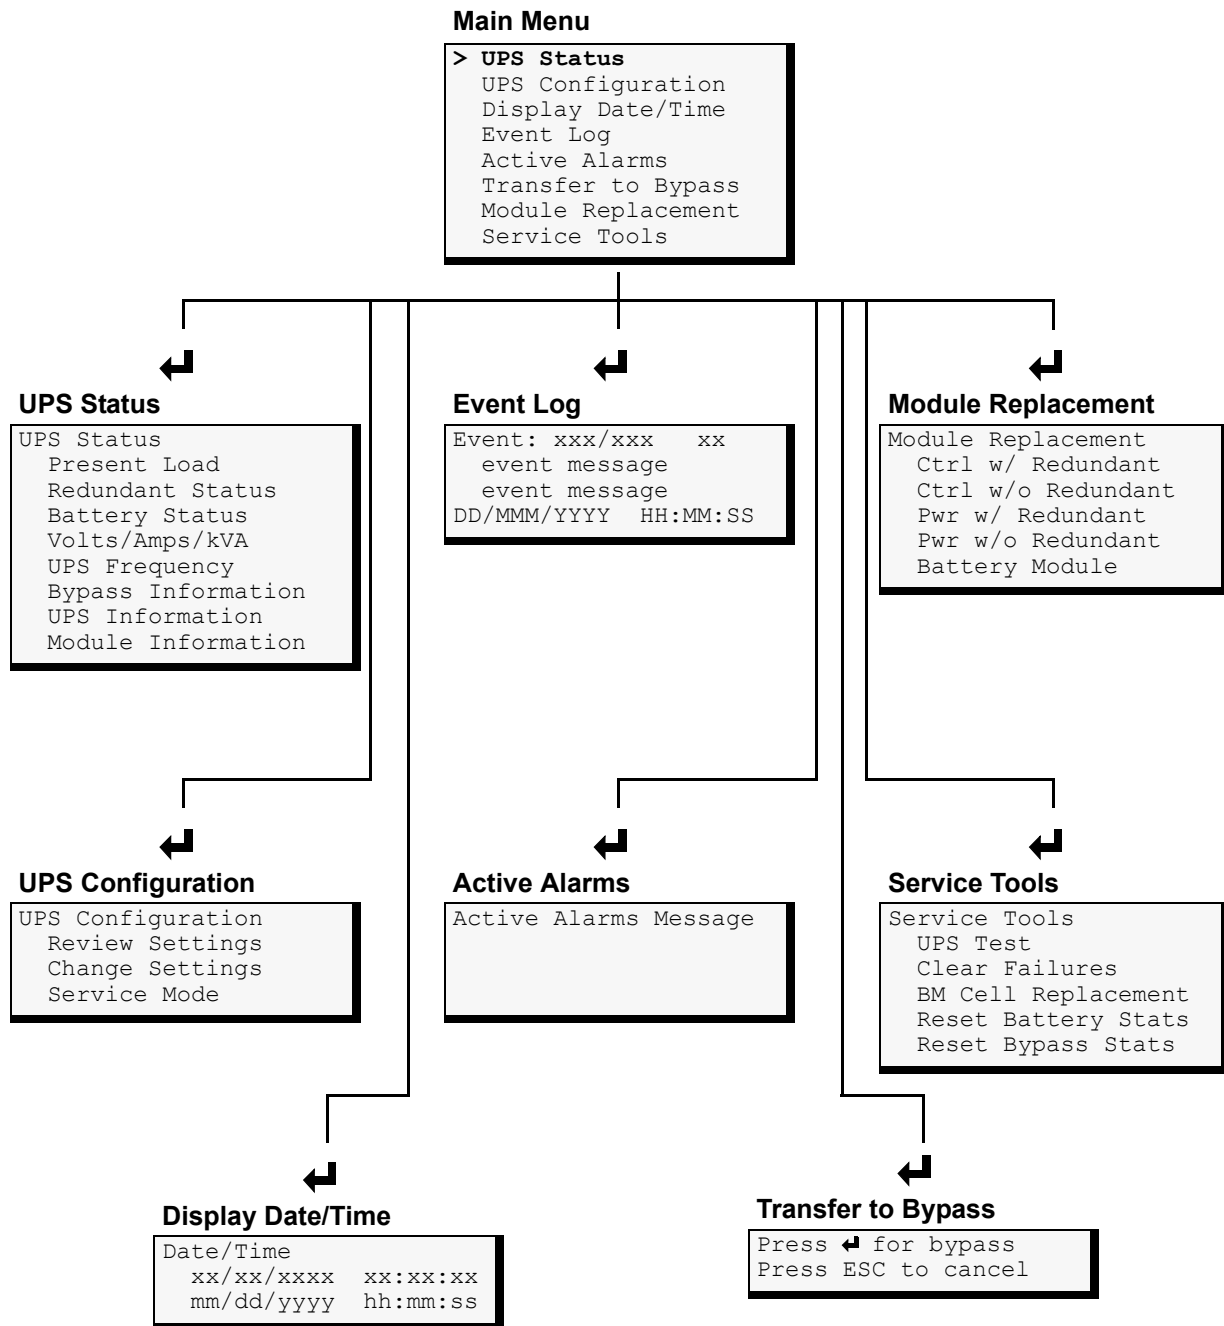 Main Menu
> UPS Status
UPS Configuration
Display Date/Time
Event Log
Active Alarms
Transfer to Bypass
Module Replacement
Service Tools
UPS Status
UPS Status
Present Load
Redundant Status
Battery Status
Volts/Amps/kVA
UPS Frequency
Bypass Information
UPS Information
Module Information
Event Log
Event: xxx/xxx xx
event message
event message
DD/MMM/YYYY HH:MM:SS
Module Replacement
Module Replacement
Ctrl w/ Redundant
Ctrl w/o Redundant
Pwr w/ Redundant
Pwr w/o Redundant
Battery Module
UPS Configuration
UPS Configuration
Review Settings
Change Settings
Service Mode
Active Alarms
Active Alarms Message
Service Tools
Service Tools
UPS Test
Clear Failures
BM Cell Replacement
Reset Battery Stats
Reset Bypass Stats
Display Date/Time
Date/Time
xx/xx/xxxx xx:xx:xx
mm/dd/yyyy hh:mm:ss
Transfer to Bypass
Press ↵ for bypass
Press ESC to cancel